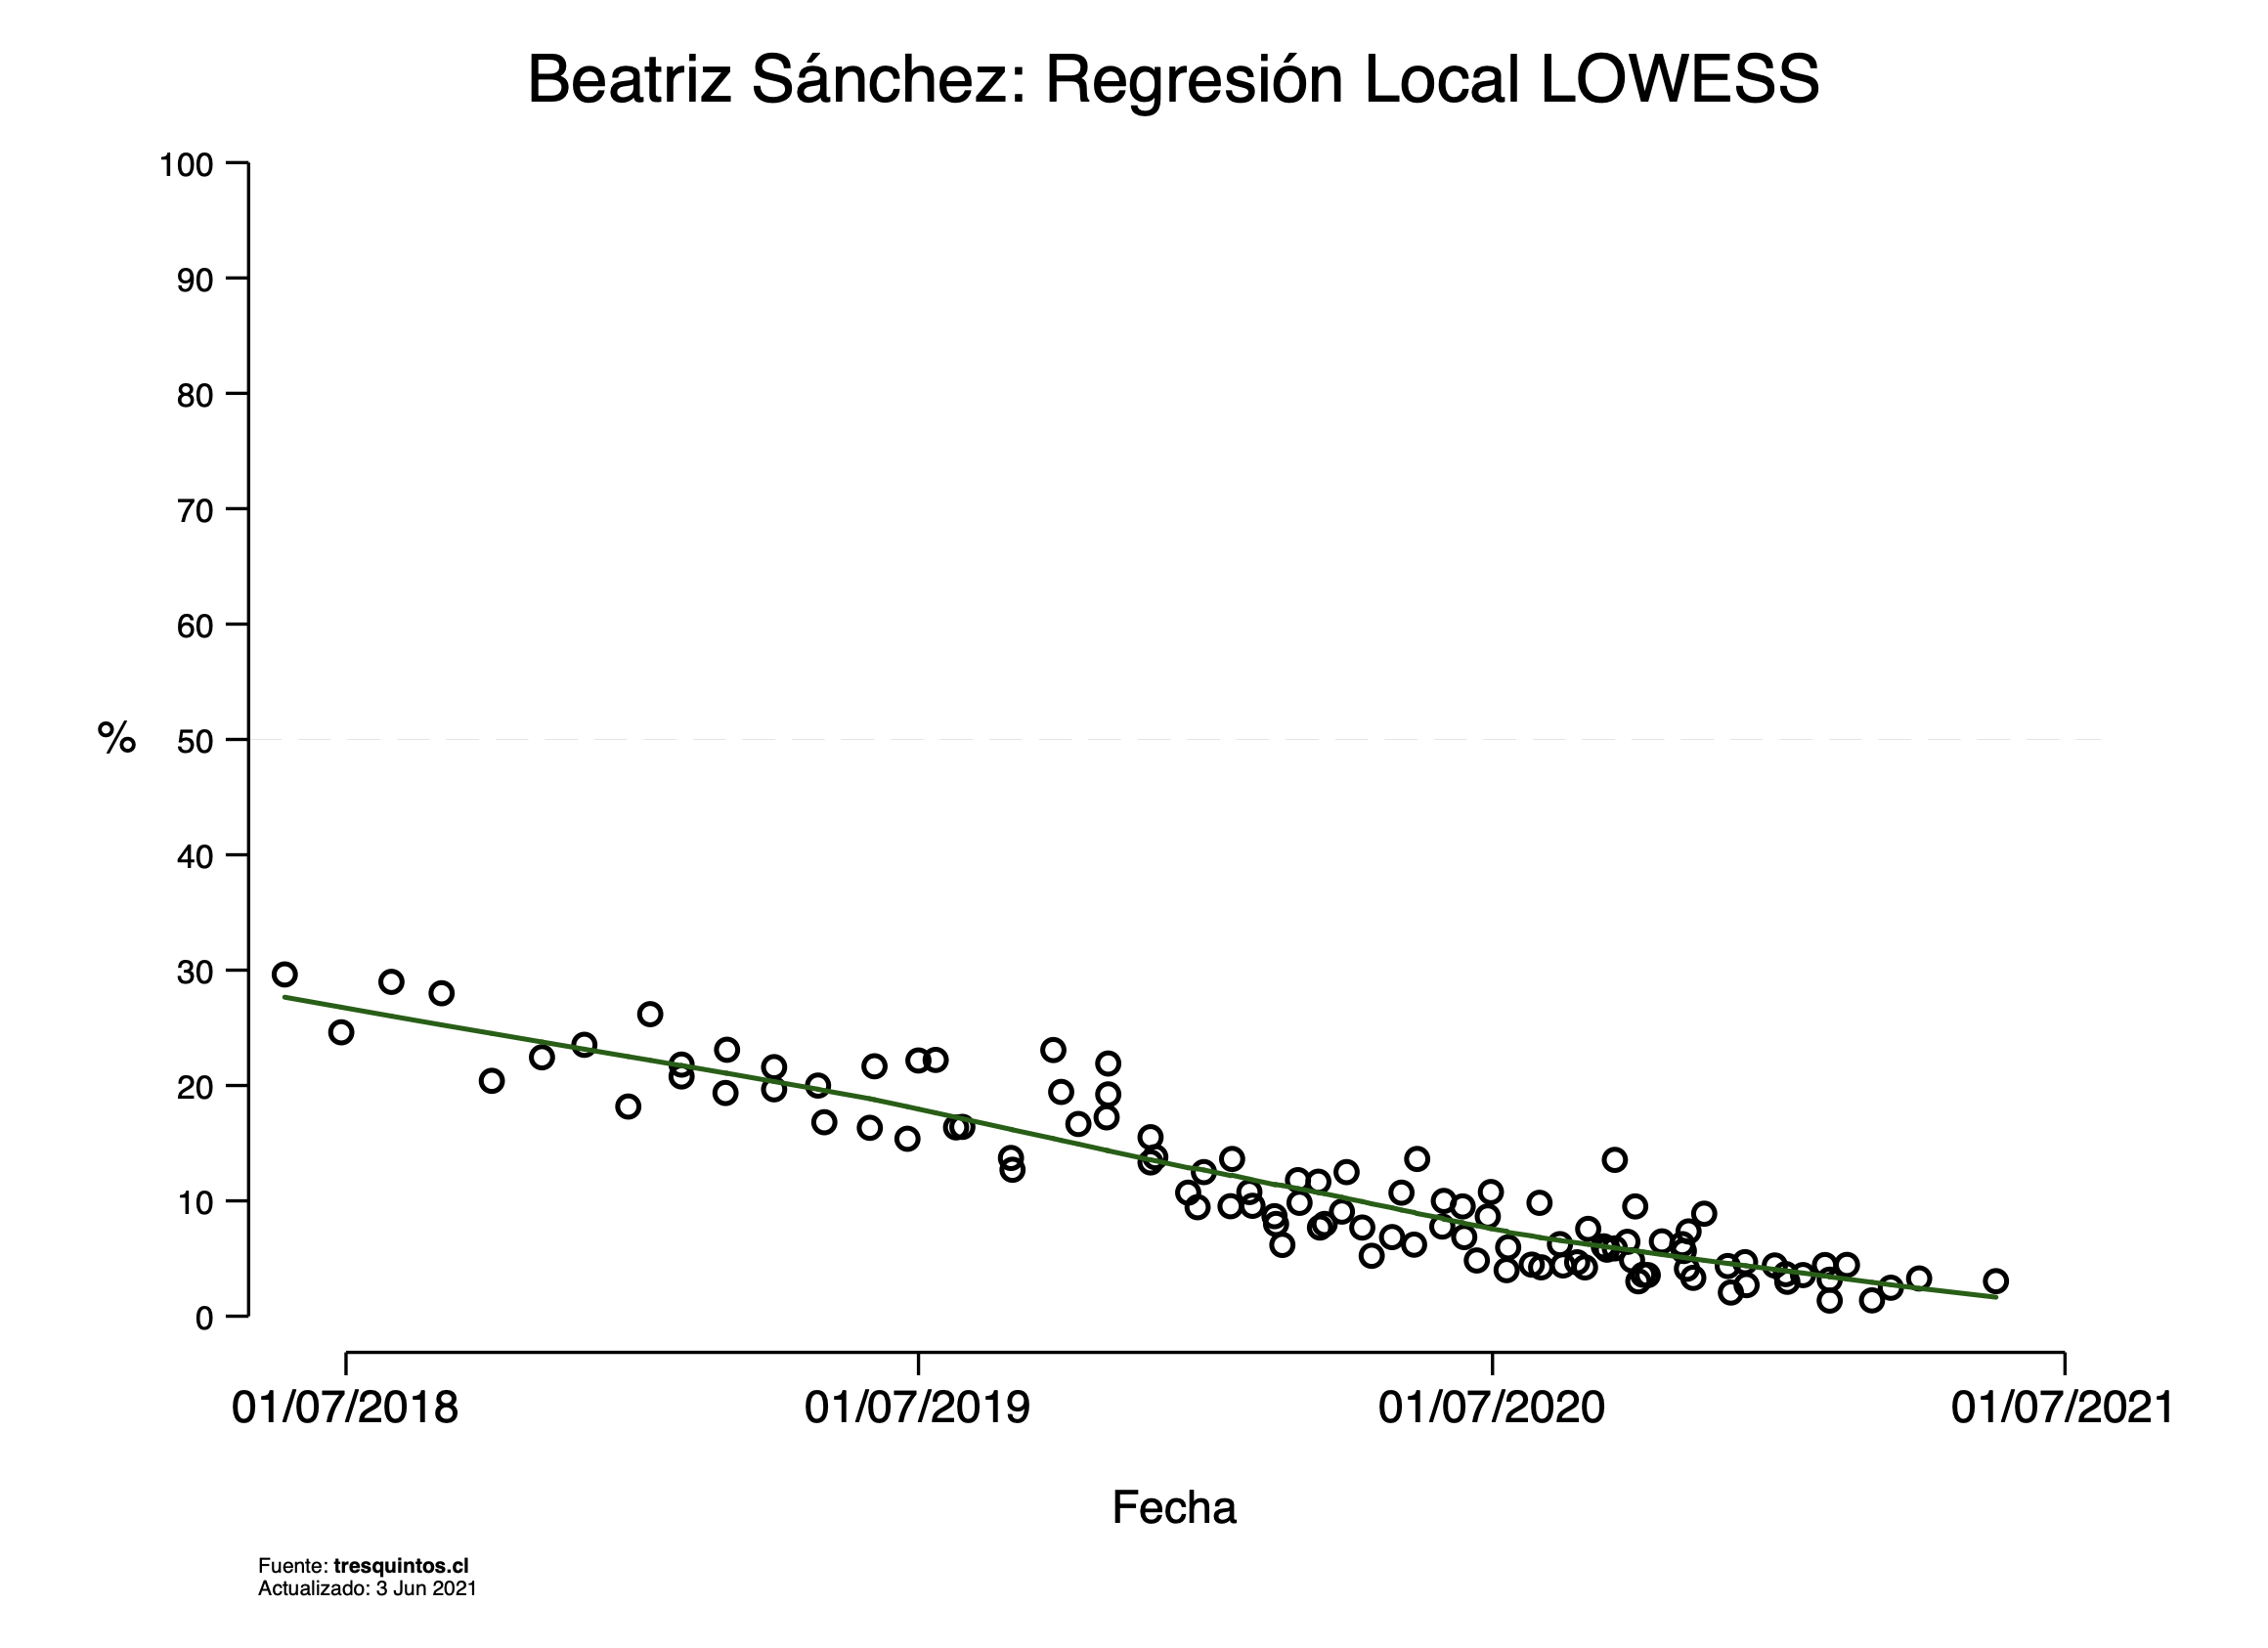 Beatriz Sánchez: Regresión Local LOWESS
100
90
80
70
60
% 50
40
30
20
10
0
01/07/2018 01/07/2019 01/07/2020 01/07/2021
Fecha
Fuente: tresquintos.cl
Actualizado: 3 Jun 2021